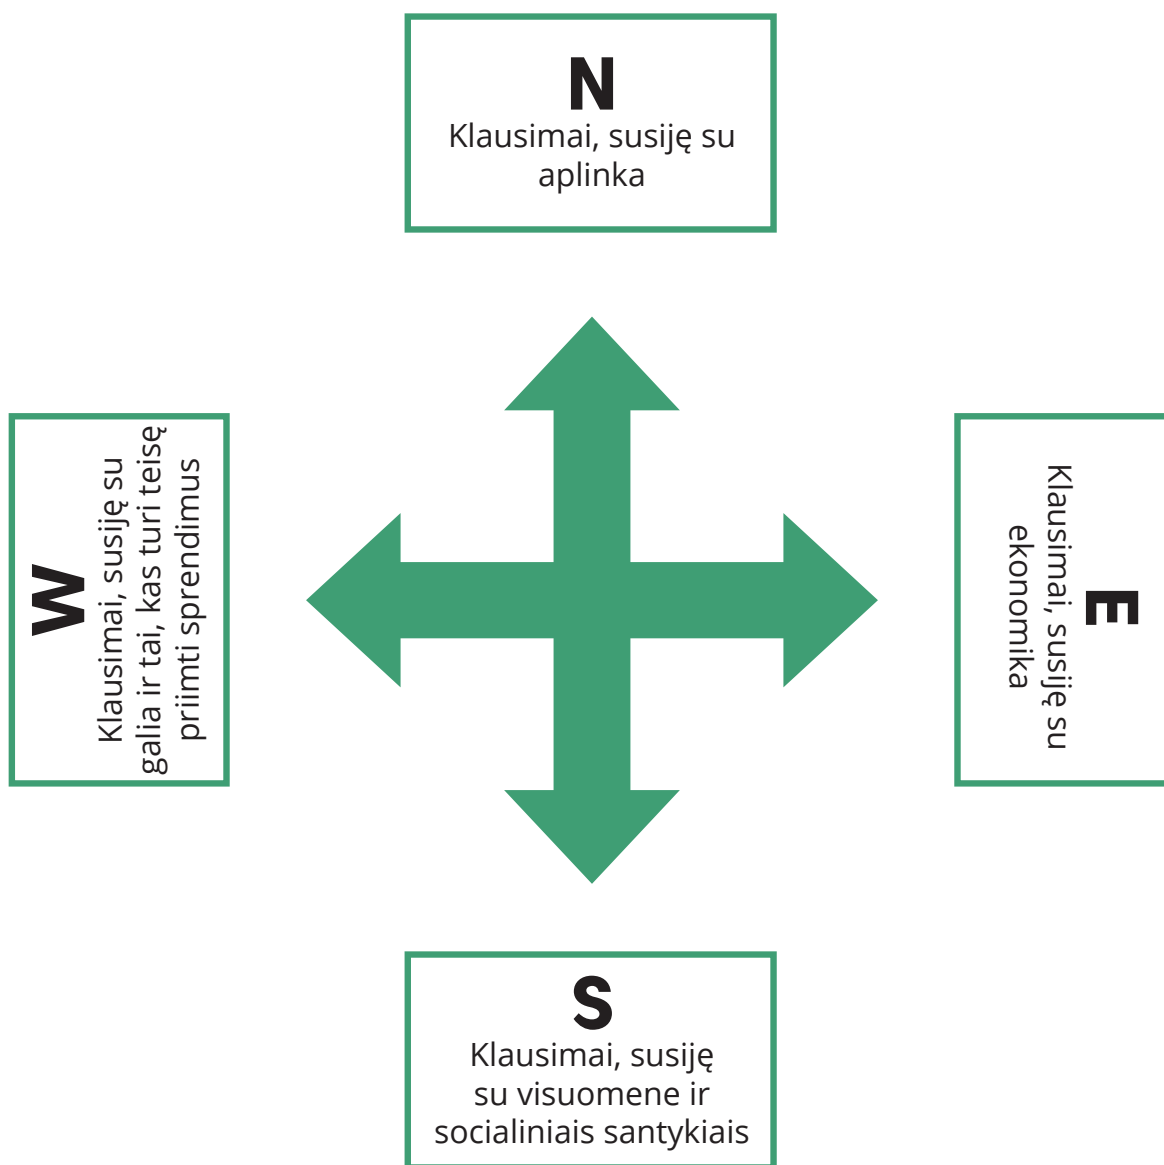 N
Klausimai, susiję su
aplinka
W
Klausimai, susiję su
galia ir tai, kas turi teisę
priimti sprendimus
E
Klausimai, susiję su
ekonomika
S
Klausimai, susiję
su visuomene ir
socialiniais santykiais